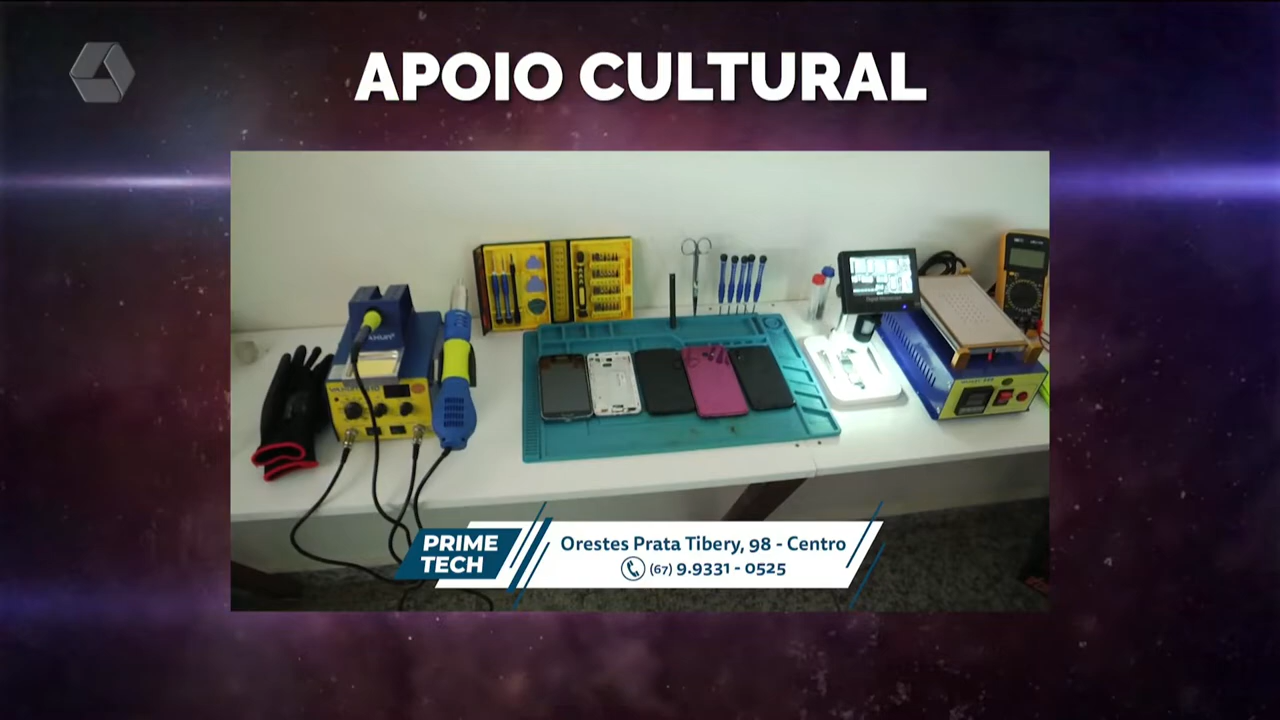 APOIO CULTURAL
PRIME
TECH
Orestes Prata Tibery, 98 - Centro
(67) 9.9331 - 0525